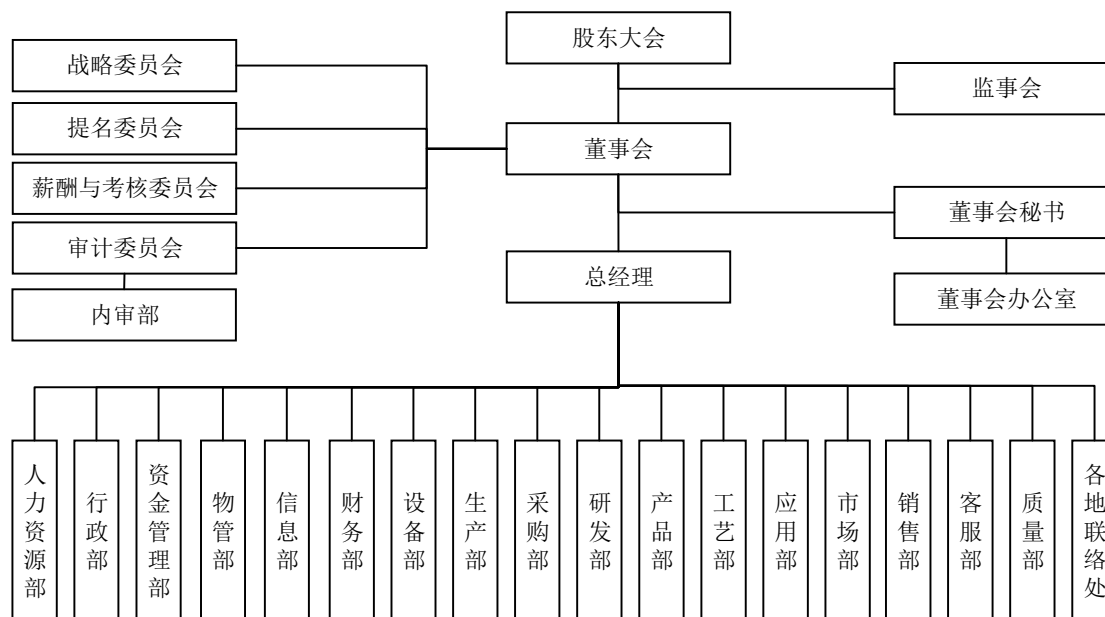 股东大会
战略委员会
监事会
提名委员会
董事会
薪酬与考核委员会
董事会秘书
审计委员会
总经理
董事会办公室
内审部
人力资源部
行政部
资金管理部
物管部
信息部
财务部
设备部
生产部
采购部
研发部
产品部
工艺部
应用部
市场部
销售部
客服部
质量部
各地联络处